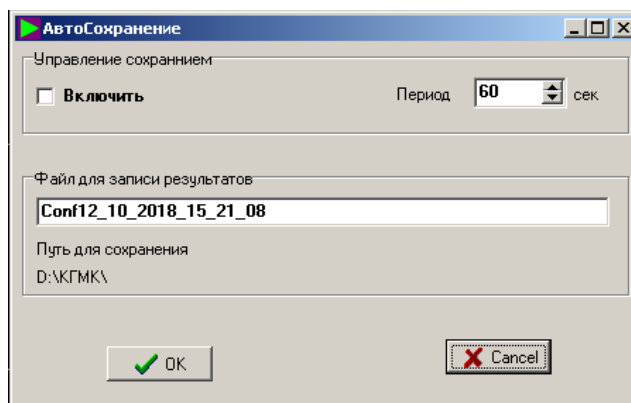 АвтоСохранение
Управление сохраннием
Включить
Период 60 сек
Файл для записи результатов
Conf12_10_2018_15_21_08
Путь для сохранения
D:\КГМК\
OK Cancel